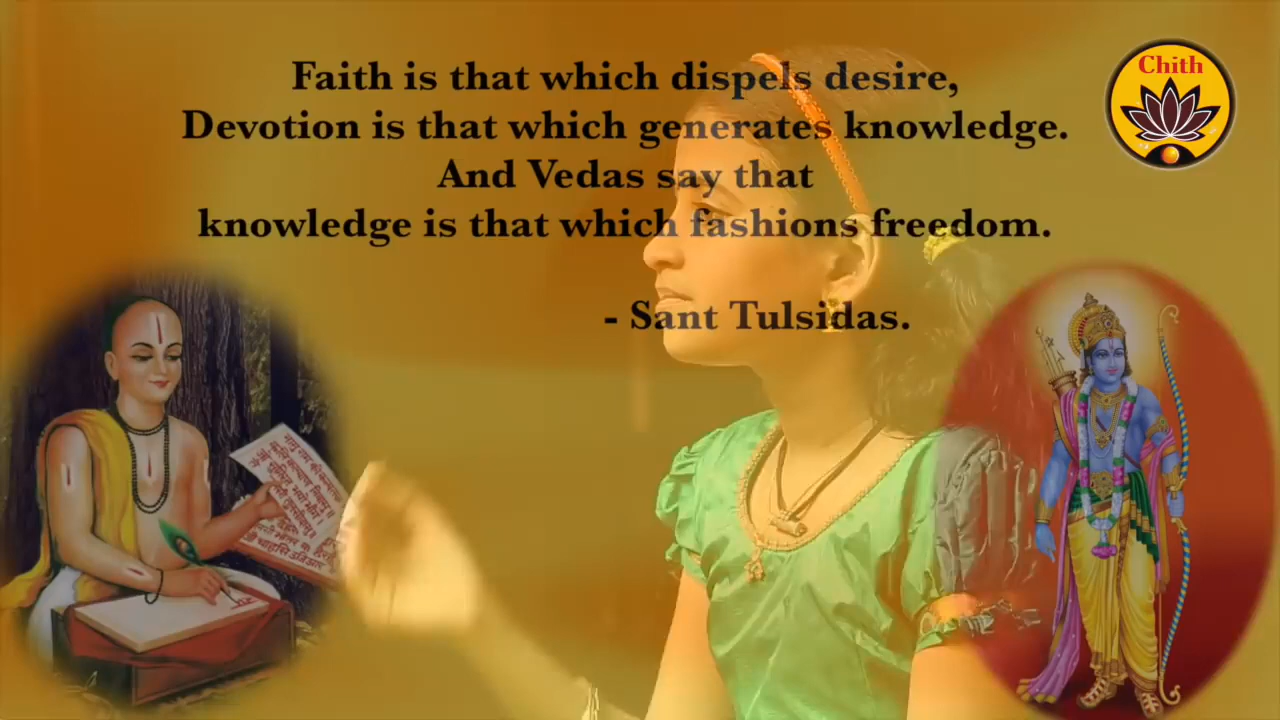 Faith is that which dispels desire,
Devotion is that which generates knowledge.
And Vedas say that
knowledge is that which fashions freedom.
- Sant Tulsidas.
Chith